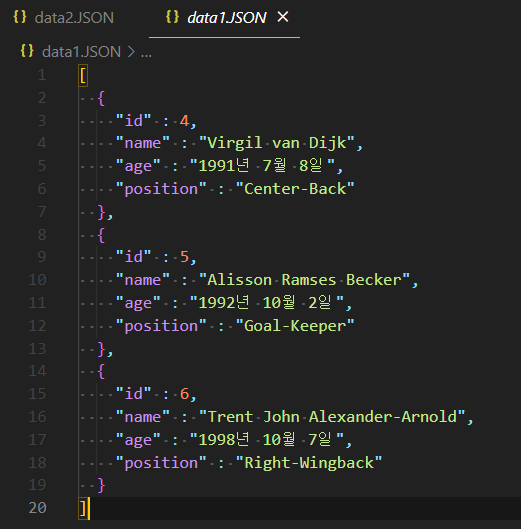 {} data2.JSON {} data1.JSON ×
{} data1.JSON > ...
1 [
2 {
3 "id" : 4,
4 "name" : "Virgil van Dijk",
5 "age" : "1991년 7월 8일",
6 "position" : "Center-Back"
7 },
8 {
9 "id" : 5,
10 "name" : "Alisson Ramses Becker",
11 "age" : "1992년 10월 2일",
12 "position" : "Goal-Keeper"
13 },
14 {
15 "id" : 6,
16 "name" : "Trent John Alexander-Arnold",
17 "age" : "1998년 10월 7일",
18 "position" : "Right-Wingback"
19 }
20 ]